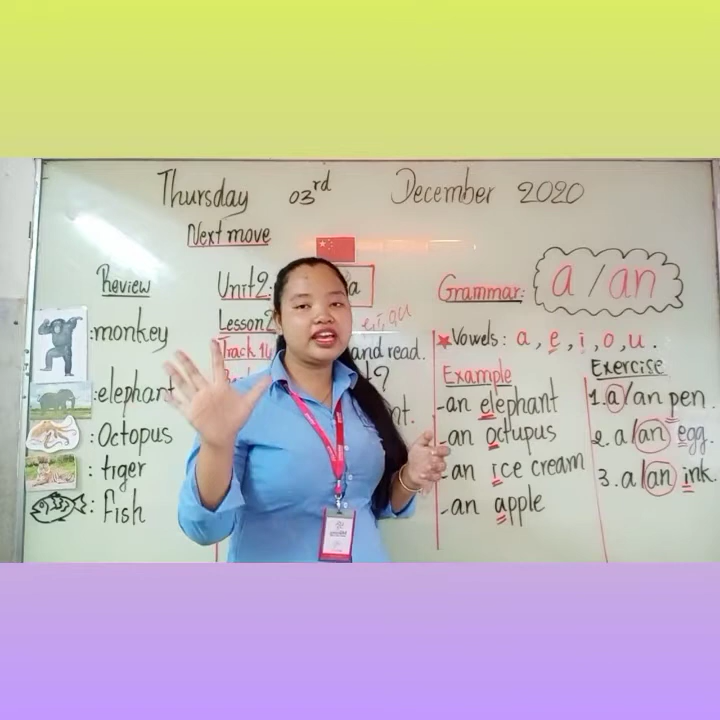 Thursday 03rd December 2020
Next move
Review
:monkey
:elephant
:Octopus
:tiger
:fish
Unit2:
Lesson2
Track 1
and read.
Grammar: a / an
★Vowels: a, e, i, o, u.
Example
-an elephant
-an octupus
-an ice cream
-an apple
Exercise
1. a/an pen.
2. a/an egg.
3. a/an ink.